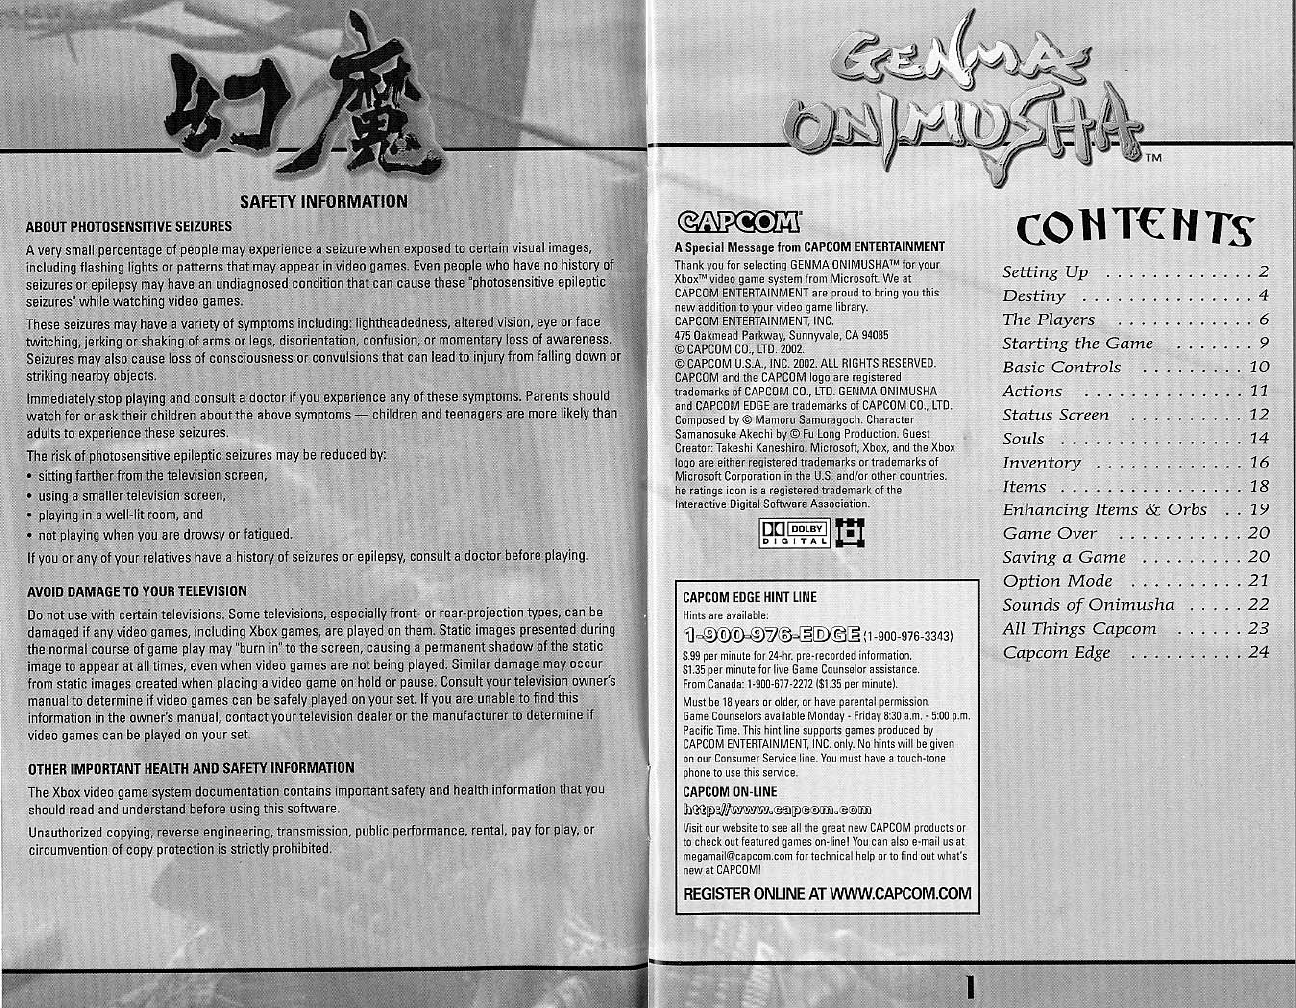 幻魔
SAFETY INFORMATION
ABOUT PHOTOSENSITIVE SEIZURES
A very small percentage of people may experience a seizure when exposed to certain visual images,
including flashing lights or patterns that may appear in video games. Even people who have no history of
seizures or epilepsy may have an undiagnosed condition that can cause these "photosensitive epileptic
seizures' while watching video games.
These seizures may have a variety of symptoms including: lightheadedness, altered vision, eye or face
twitching, jerking or shaking of arms or legs, disorientation, confusion, or momentary loss of awareness.
Seizures may also cause loss of consciousness or convulsions that can lead to injury from falling down or
striking nearby objects.
Immediately stop playing and consult a doctor if you experience any of these symptoms. Parents should
watch for or ask their children about the above symptoms — children and teenagers are more likely than
adults to experience these seizures.
The risk of photosensitive epileptic seizures may be reduced by:
• sitting farther from the television screen,
• using a smaller television screen,
• playing in a well-lit room, and
• not playing when you are drowsy or fatigued.
If you or any of your relatives have a history of seizures or epilepsy, consult a doctor before playing.
AVOID DAMAGE TO YOUR TELEVISION
Do not use with certain televisions. Some televisions, especially front- or rear-projection types, can be
damaged if any video games, including Xbox games, are played on them. Static images presented during
the normal course of game play may "burn in" to the screen, causing a permanent shadow of the static
image to appear at all times, even when video games are not being played. Similar damage may occur
from static images created when placing a video game on hold or pause. Consult your television owner's
manual to determine if video games can be safely played on your set. If you are unable to find this
information in the owner's manual, contact your television dealer or the manufacturer to determine if
video games can be played on your set.
OTHER IMPORTANT HEALTH AND SAFETY INFORMATION
The Xbox video game system documentation contains important safety and health information that you
should read and understand before using this software.
Unauthorized copying, reverse engineering, transmission, public performance, rental, pay for play, or
circumvention of copy protection is strictly prohibited.
GENMA
ONIMUSHA™
CAPCOM®
A Special Message from CAPCOM ENTERTAINMENT
Thank you for selecting GENMA ONIMUSHA™ for your
Xbox™ video game system from Microsoft. We at
CAPCOM ENTERTAINMENT are proud to bring you this
new addition to your video game library.
CAPCOM ENTERTAINMENT, INC.
475 Oakmead Parkway, Sunnyvale, CA 94085
© CAPCOM CO., LTD. 2002.
© CAPCOM U.S.A., INC. 2002. ALL RIGHTS RESERVED.
CAPCOM and the CAPCOM logo are registered
trademarks of CAPCOM CO., LTD. GENMA ONIMUSHA
and CAPCOM EDGE are trademarks of CAPCOM CO., LTD.
Composed by © Mamoru Samuragoch. Character
Samanosuke Akechi by © Fu Long Production. Guest
Creator: Takeshi Kaneshiro. Microsoft, Xbox, and the Xbox
logo are either registered trademarks or trademarks of
Microsoft Corporation in the U.S. and/or other countries.
he ratings icon is a registered trademark of the
Interactive Digital Software Association.
DOLBY
DIGITAL
CAPCOM EDGE HINT LINE
Hints are available:
1-900-976-EDGE (1-900-976-3343)
$.99 per minute for 24-hr. pre-recorded information.
$1.35 per minute for live Game Counselor assistance.
From Canada: 1-900-677-2272 ($1.35 per minute).
Must be 18 years or older, or have parental permission.
Game Counselors available Monday - Friday 8:30 a.m. - 5:00 p.m.
Pacific Time. This hint line supports games produced by
CAPCOM ENTERTAINMENT, INC. only. No hints will be given
on our Consumer Service line. You must have a touch-tone
phone to use this service.
CAPCOM ON-LINE
http://www.capcom.com
Visit our website to see all the great new CAPCOM products or
to check out featured games on-line! You can also e-mail us at
megamail@capcom.com for technical help or to find out what's
new at CAPCOM!
REGISTER ONLINE AT WWW.CAPCOM.COM
CONTENTS
Setting Up . . . . . . . . . . . . . 2
Destiny . . . . . . . . . . . . . . . 4
The Players . . . . . . . . . . . . 6
Starting the Game . . . . . . . 9
Basic Controls . . . . . . . . . 10
Actions . . . . . . . . . . . . . 11
Status Screen . . . . . . . . . . 12
Souls . . . . . . . . . . . . . . . 14
Inventory . . . . . . . . . . . . 16
Items . . . . . . . . . . . . . . . 18
Enhancing Items & Orbs . . 19
Game Over . . . . . . . . . . . 20
Saving a Game . . . . . . . . . 20
Option Mode . . . . . . . . . . 21
Sounds of Onimusha . . . . . 22
All Things Capcom . . . . . . 23
Capcom Edge . . . . . . . . . . 24
1